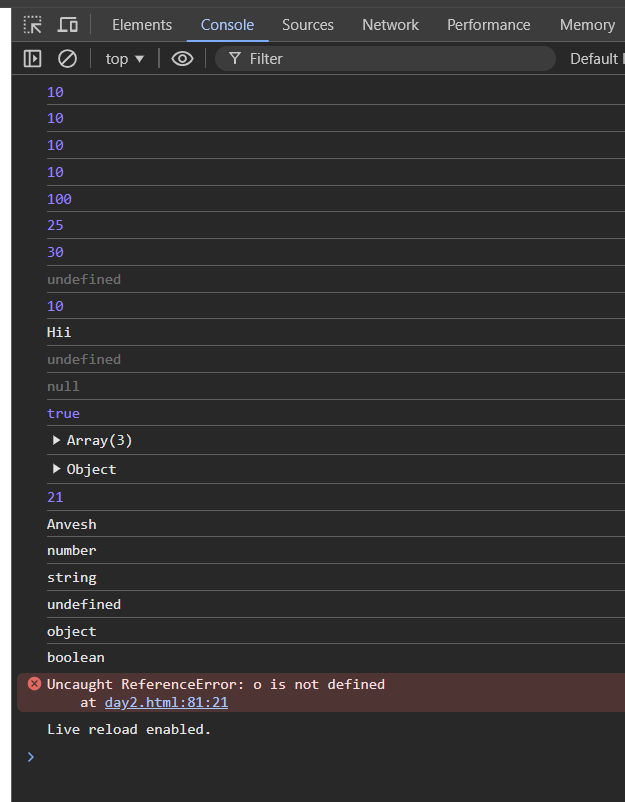 Elements Console Sources Network Performance Memory
top Filter Default
10
10
10
10
100
25
30
undefined
10
Hii
undefined
null
true
Array(3)
Object
21
Anvesh
number
string
undefined
object
boolean
Uncaught ReferenceError: o is not defined
at day2.html:81:21
Live reload enabled.